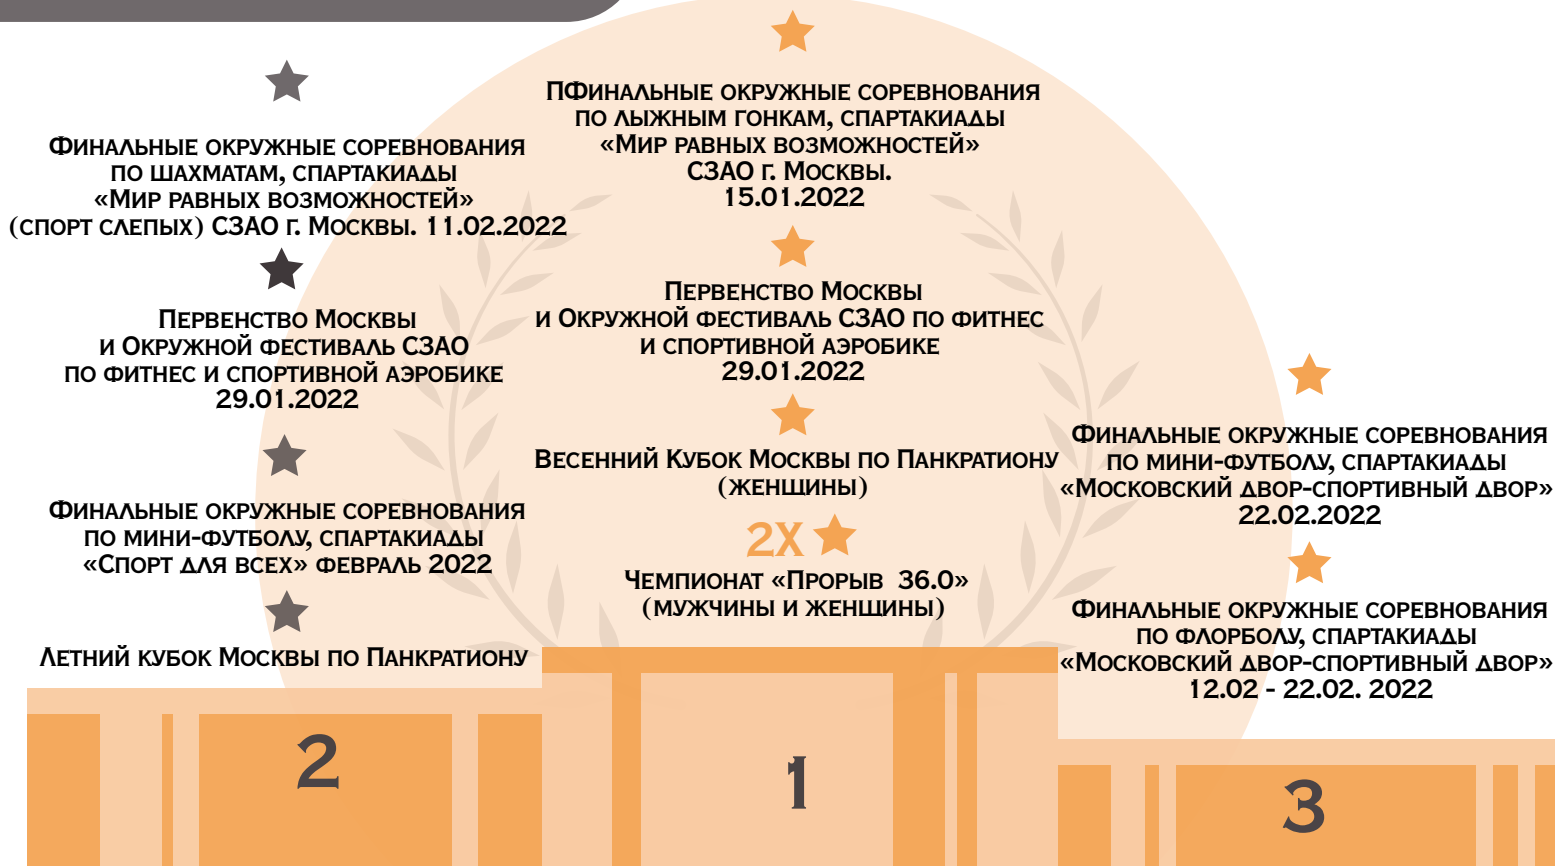 Финальные окружные соревнования
по шахматам, спартакиады
«Мир равных возможностей»
(спорт слепых) СЗАО г. Москвы. 11.02.2022
Первенство Москвы
и Окружной фестиваль СЗАО
по фитнес и спортивной аэробике
29.01.2022
Финальные окружные соревнования
по мини-футболу, спартакиады
«Спорт для всех» февраль 2022
Летний кубок Москвы по Панкратиону
2
ПФинальные окружные соревнования
по лыжным гонкам, спартакиады
«Мир равных возможностей»
СЗАО г. Москвы.
15.01.2022
Первенство Москвы
и Окружной фестиваль СЗАО по фитнес
и спортивной аэробике
29.01.2022
Весенний Кубок Москвы по Панкратиону
(женщины)
2X
Чемпионат «Прорыв 36.0»
(мужчины и женщины)
1
Финальные окружные соревнования
по мини-футболу, спартакиады
«Московский двор-спортивный двор»
22.02.2022
Финальные окружные соревнования
по флорболу, спартакиады
«Московский двор-спортивный двор»
12.02 - 22.02. 2022
3